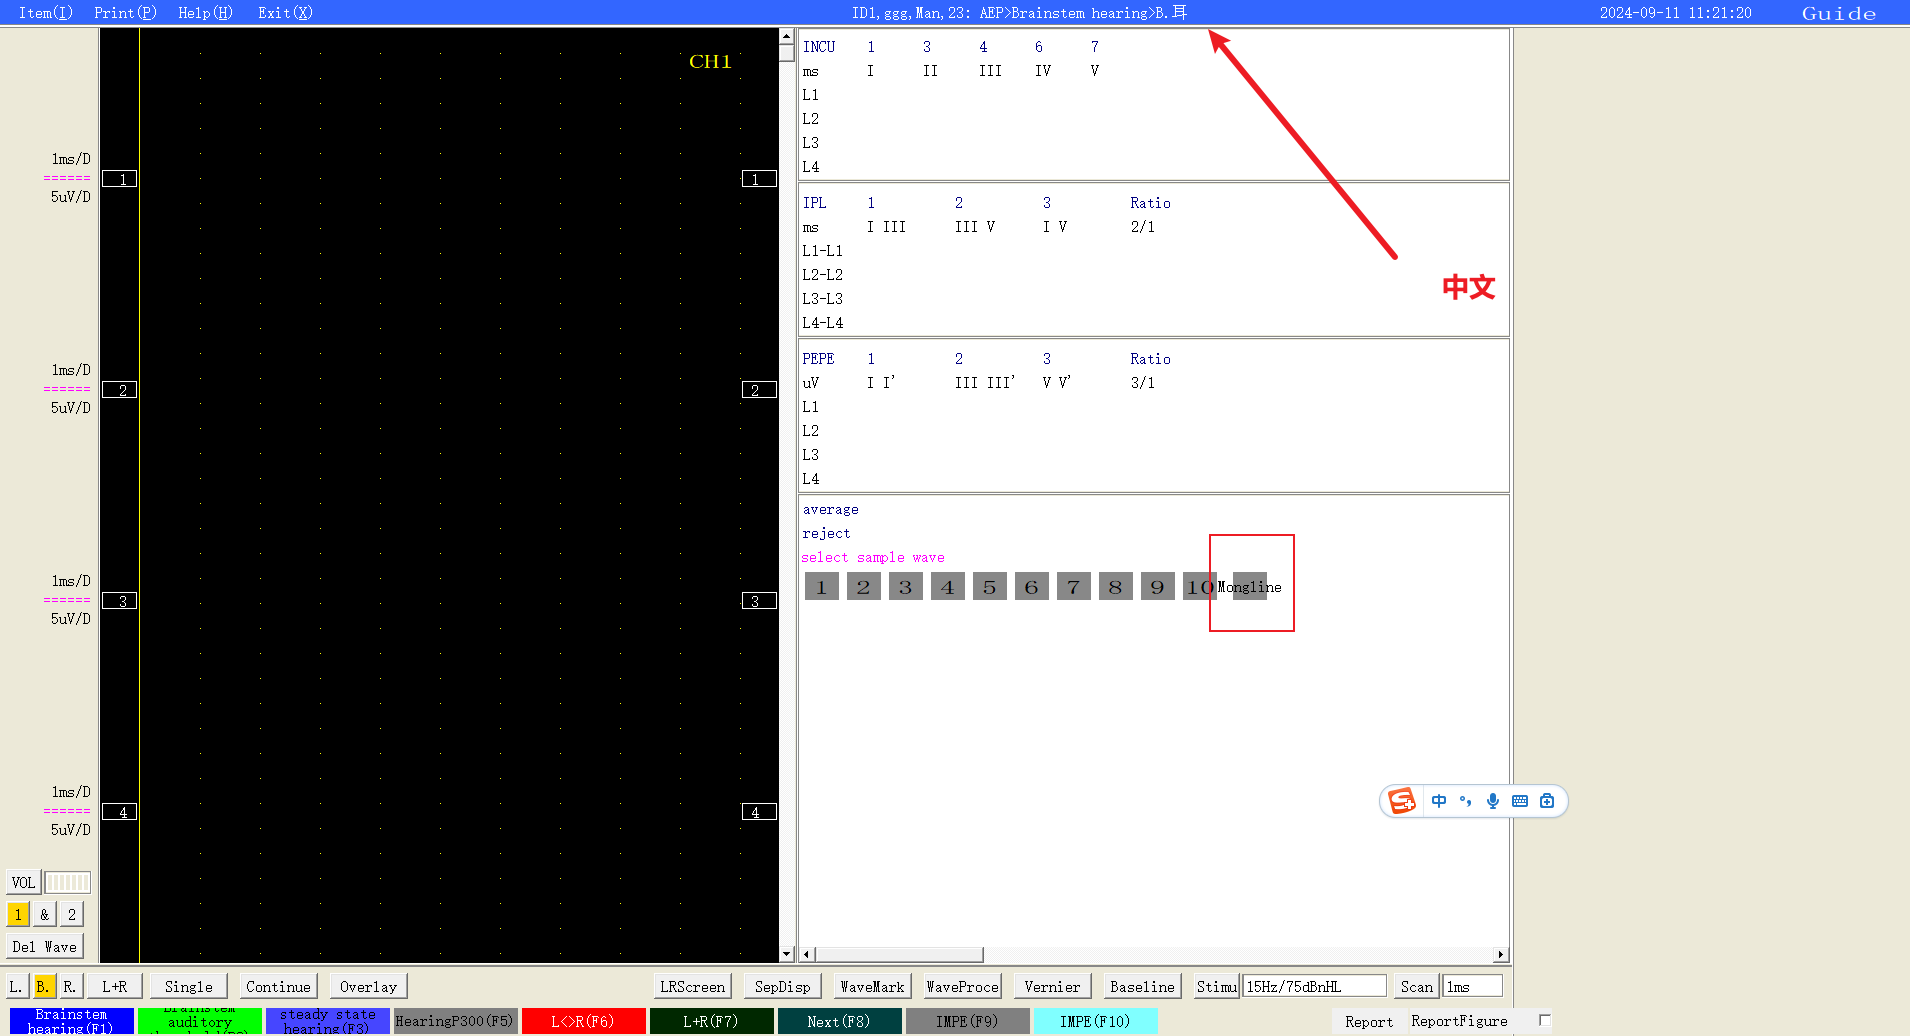 Item(I) Print(P) Help(H) Exit(X) ID1,ggg,Man,23: AEP>Brainstem hearing>B.耳 2024-09-11 11:21:20 Guide
CH1
1ms/D
======
5uV/D
1 1
1ms/D
======
5uV/D
2 2
1ms/D
======
5uV/D
3 3
1ms/D
======
5uV/D
4 4
INCU 1 3 4 6 7
ms I II III IV V
L1
L2
L3
L4
IPL 1 2 3 Ratio
ms I III III V I V 2/1
L1-L1
L2-L2
L3-L3
L4-L4
中文
PEPE 1 2 3 Ratio
uV I I' III III' V V' 3/1
L1
L2
L3
L4
average
reject
select sample wave
1 2 3 4 5 6 7 8 9 10 Mongline
中
VOL
1 & 2
Del Wave
L. B. R. L+R Single Continue Overlay LRScreen SepDisp WaveMark WaveProce Vernier Baseline Stimu 15Hz/75dBnHL Scan 1ms
Brainstem
hearing(F1)
Brainstem
auditory
steady state
hearing(F3)
HearingP300(F5) L<>R(F6) L+R(F7) Next(F8) IMPE(F9) IMPE(F10) Report ReportFigure